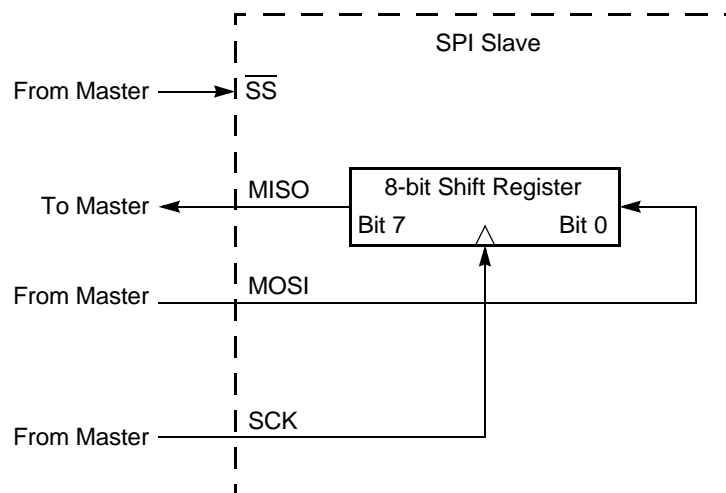 SPI Slave
From Master
S̅S̅
MISO
8-bit Shift Register
To Master
Bit 7
Bit 0
MOSI
From Master
SCK
From Master